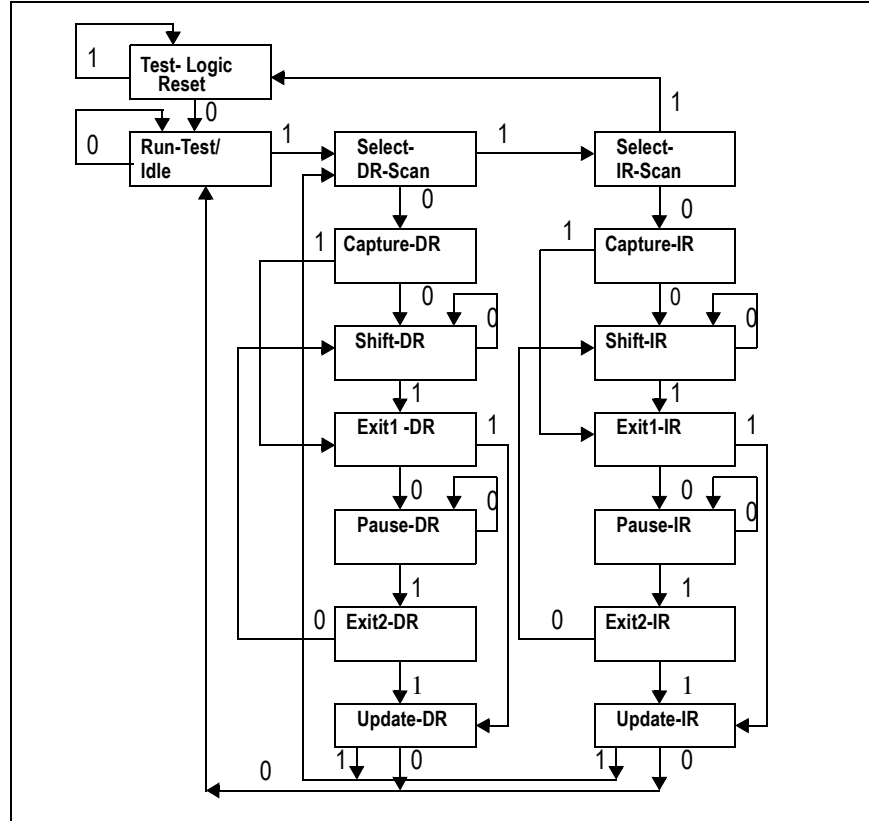 1
Test- Logic
Reset
0
1
0
Run-Test/
Idle
1
Select-
DR-Scan
1
Select-
IR-Scan
0
0
1
Capture-DR
1
Capture-IR
0
0
0
0
Shift-DR
Shift-IR
1
1
Exit1 -DR
1
Exit1-IR
1
0
0
0
0
Pause-DR
Pause-IR
1
1
0
Exit2-DR
0
Exit2-IR
1
1
Update-DR
Update-IR
0
1
0
1
0